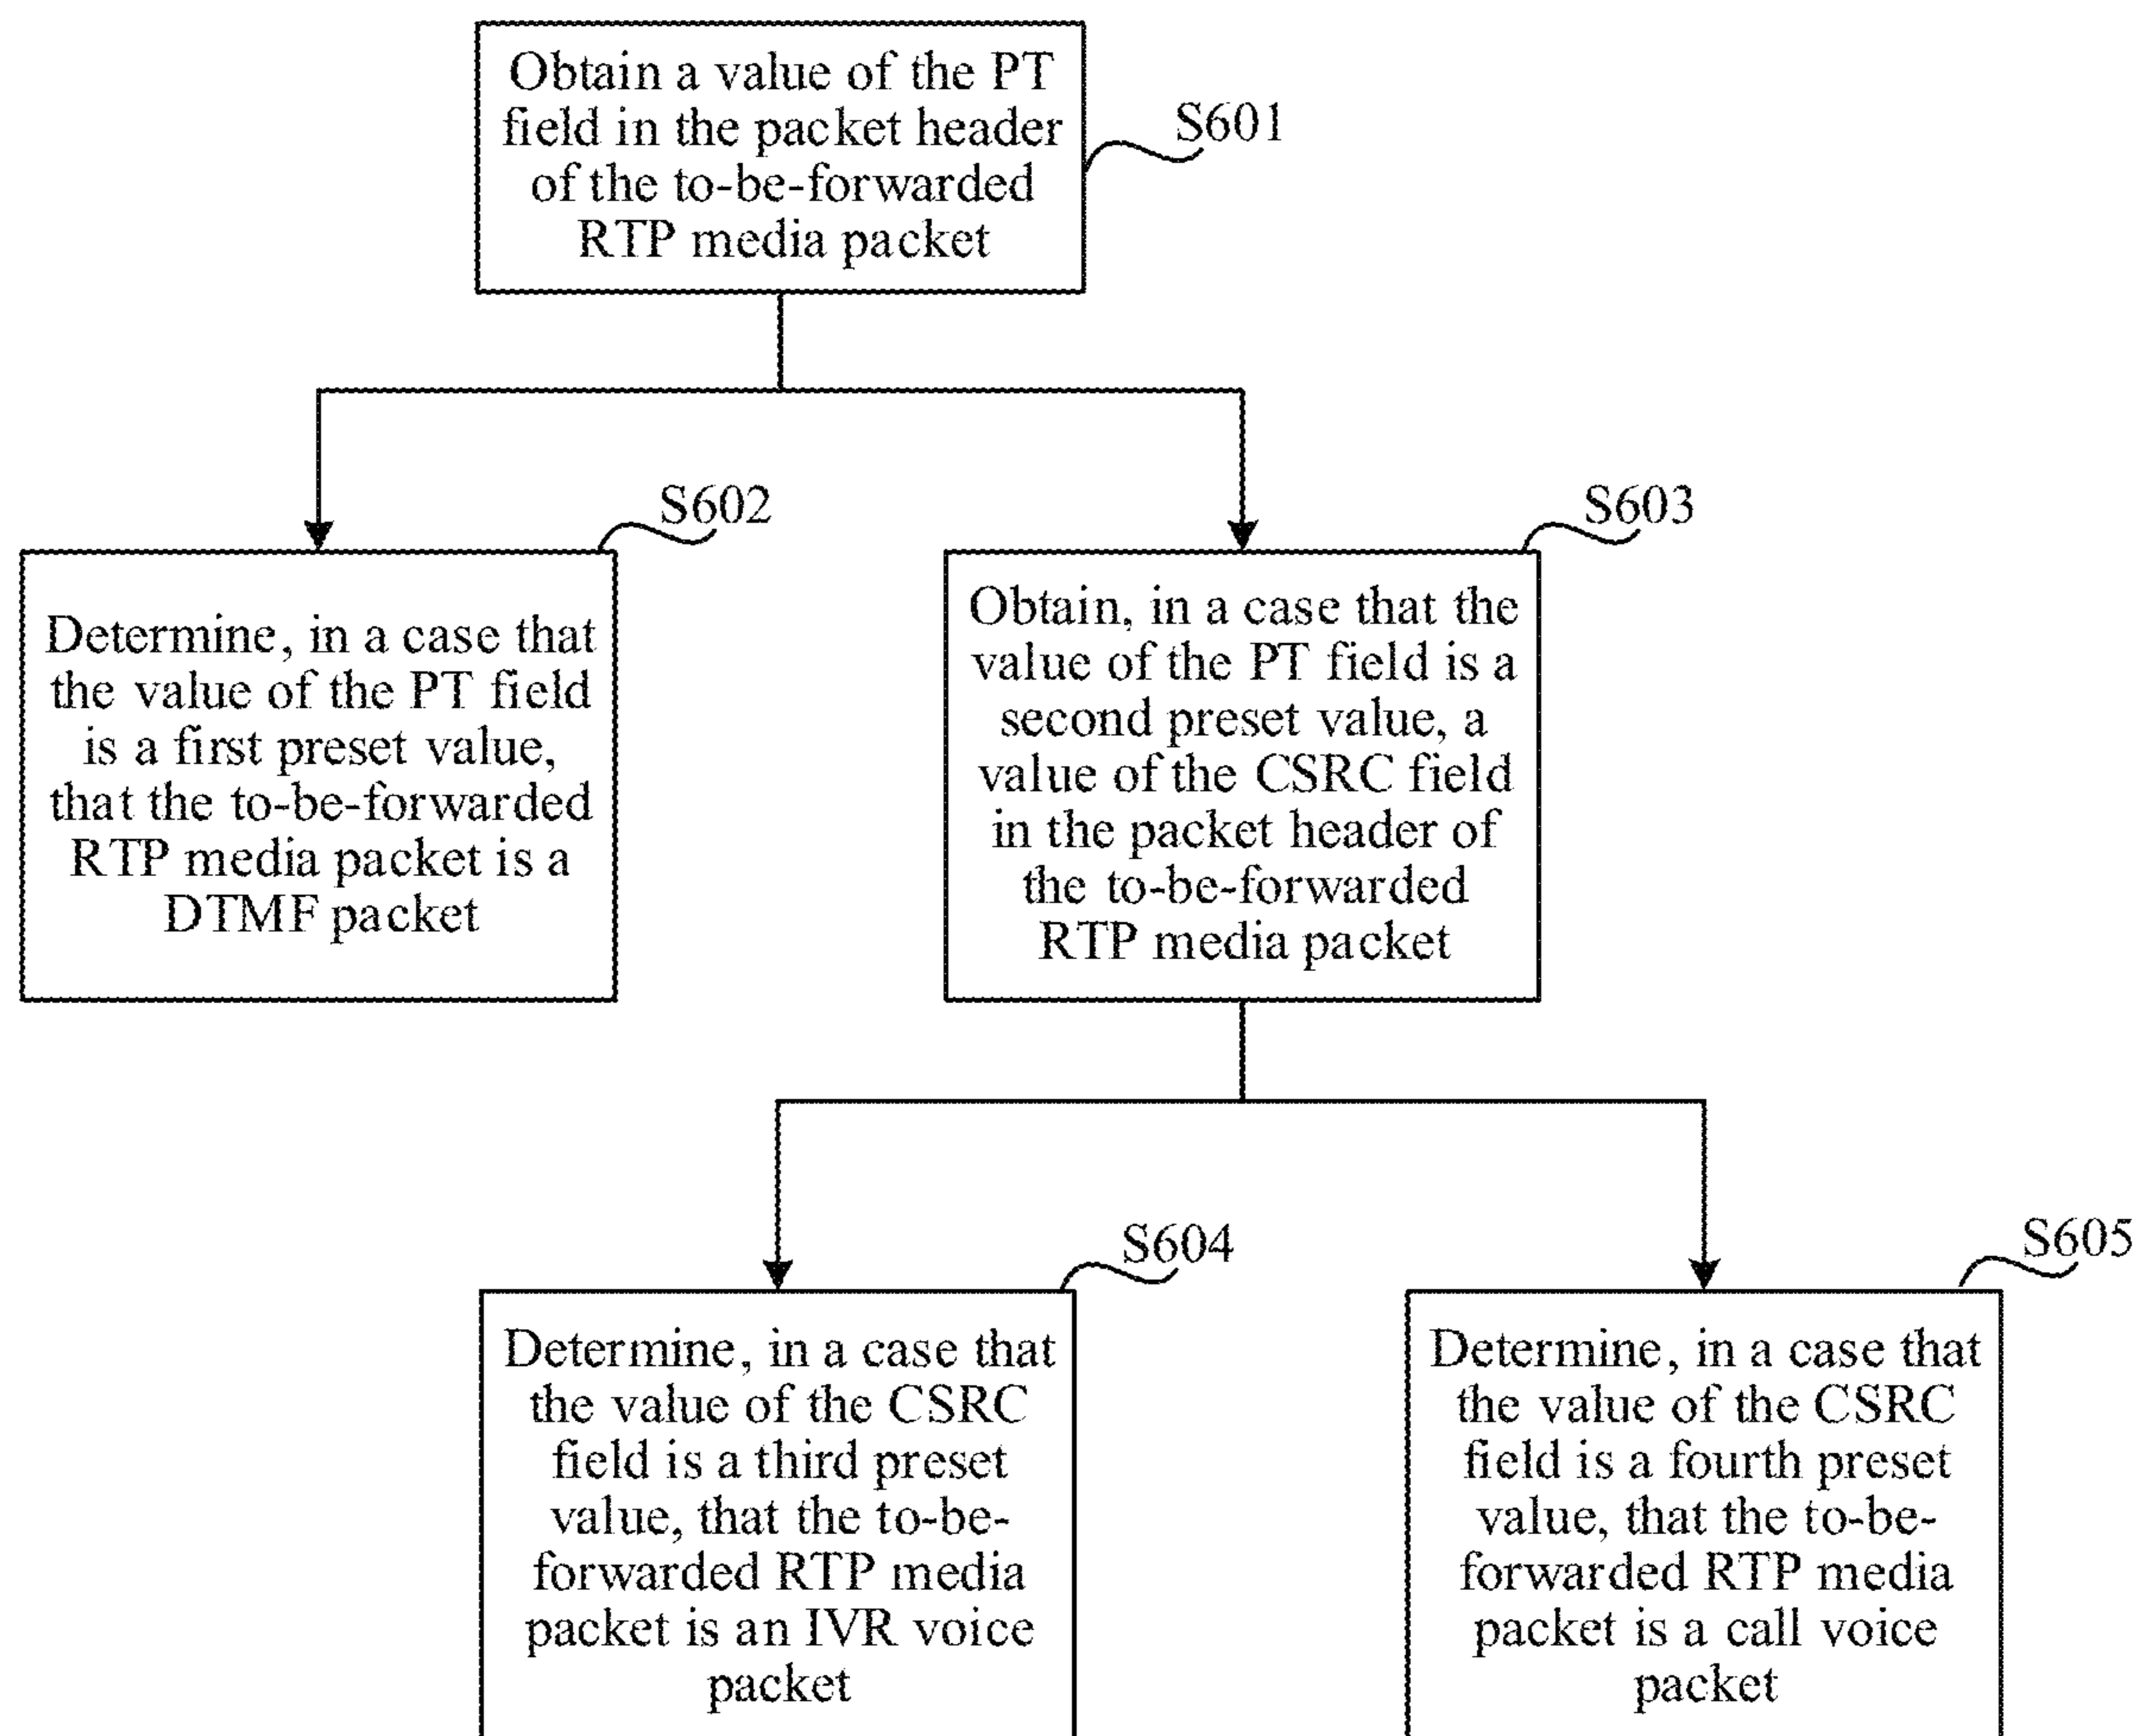 Obtain a value of the PT
field in the packet header
of the to-be-forwarded
RTP media packet
S601
S602
Determine, in a case that
the value of the PT field
is a first preset value,
that the to-be-forwarded
RTP media packet is a
DTMF packet
S603
Obtain, in a case that the
value of the PT field is a
second preset value, a
value of the CSRC field
in the packet header of
the to-be-forwarded
RTP media packet
S604
Determine, in a case that
the value of the CSRC
field is a third preset
value, that the to-be-
forwarded RTP media
packet is an IVR voice
packet
S605
Determine, in a case that
the value of the CSRC
field is a fourth preset
value, that the to-be-
forwarded RTP media
packet is a call voice
packet